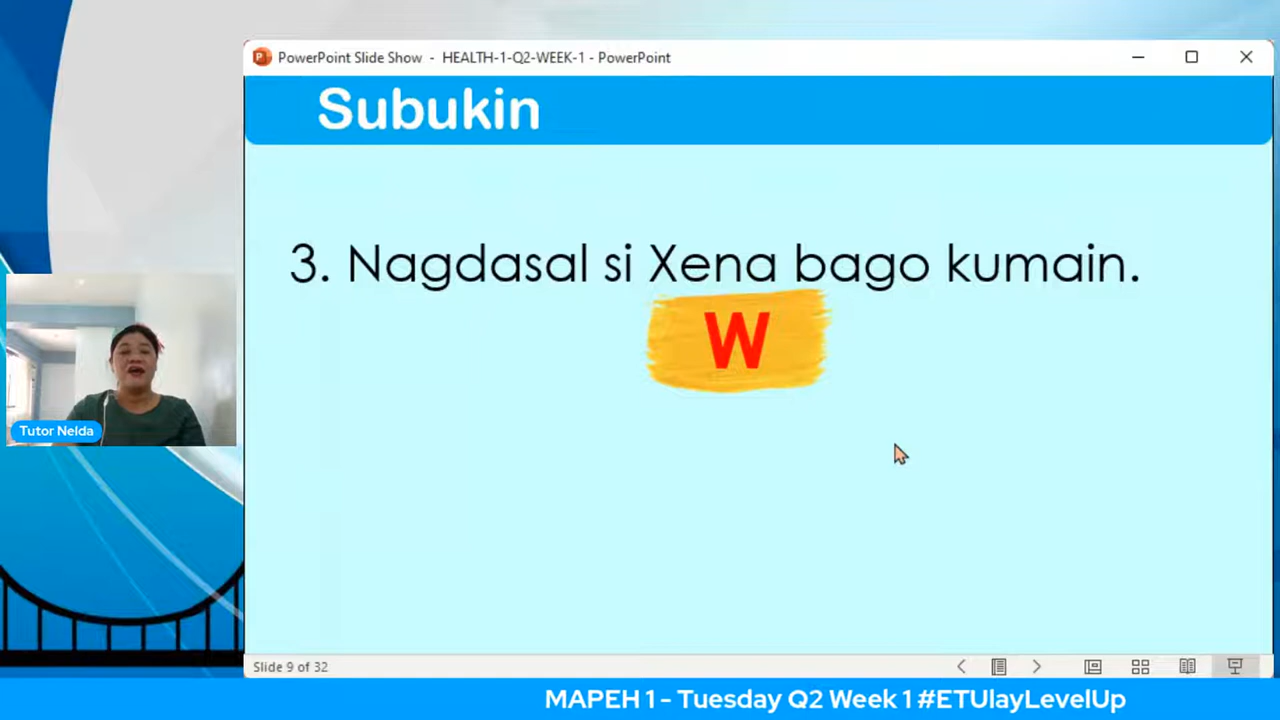 PowerPoint Slide Show - HEALTH-1-Q2-WEEK-1 - PowerPoint
Subukin
3. Nagdasal si Xena bago kumain.
W
Tutor Nelda
Slide 9 of 32
MAPEH 1 - Tuesday Q2 Week 1 #ETUlayLevelUp